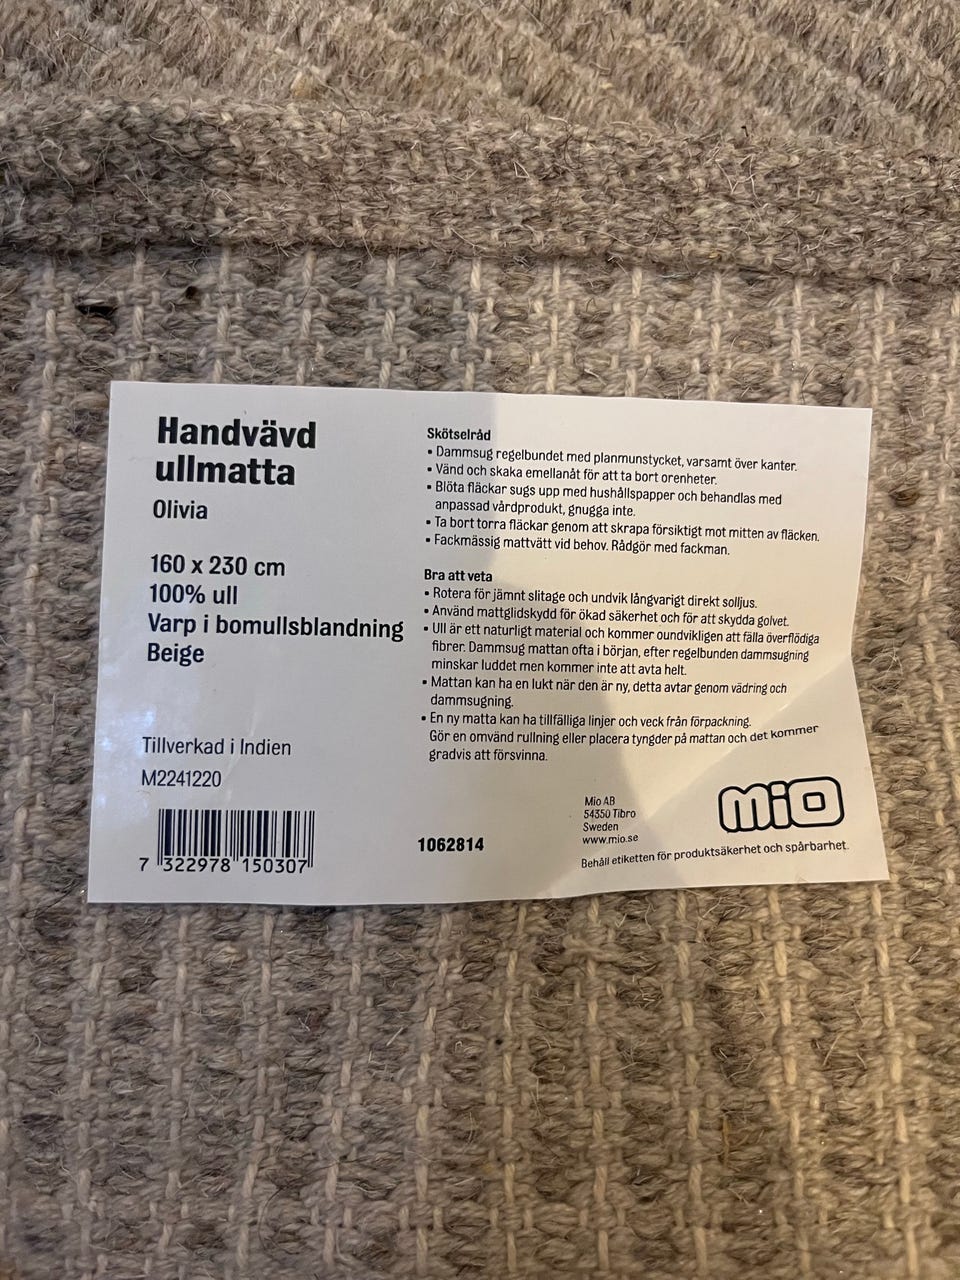 Handvävd
ullmatta
Olivia
160 x 230 cm
100% ull
Varp i bomullsblandning
Beige
Tillverkad i Indien
M2241220
7 322978 150307
Skötselråd
• Dammsug regelbundet med planmunstycket, varsamt över kanter.
• Vänd och skaka emellanåt för att ta bort orenheter.
• Blöta fläckar sugs upp med hushållspapper och behandlas med
anpassad vårdprodukt, gnugga inte.
• Ta bort torra fläckar genom att skrapa försiktigt mot mitten av fläcken.
• Fackmässig mattvätt vid behov. Rådgör med fackman.
Bra att veta
• Rotera för jämnt slitage och undvik långvarigt direkt solljus.
• Använd mattglidskydd för ökad säkerhet och för att skydda golvet.
• Ull är ett naturligt material och kommer oundvikligen att fälla överflödiga
fibrer. Dammsug mattan ofta i början, efter regelbunden dammsugning
minskar luddet men kommer inte att avta helt.
• Mattan kan ha en lukt när den är ny, detta avtar genom vädring och
dammsugning.
• En ny matta kan ha tillfälliga linjer och veck från förpackning.
Gör en omvänd rullning eller placera tyngder på mattan och det kommer
gradvis att försvinna.
1062814
Mio AB
54350 Tibro
Sweden
www.mio.se
mio
Behåll etiketten för produktsäkerhet och spårbarhet.